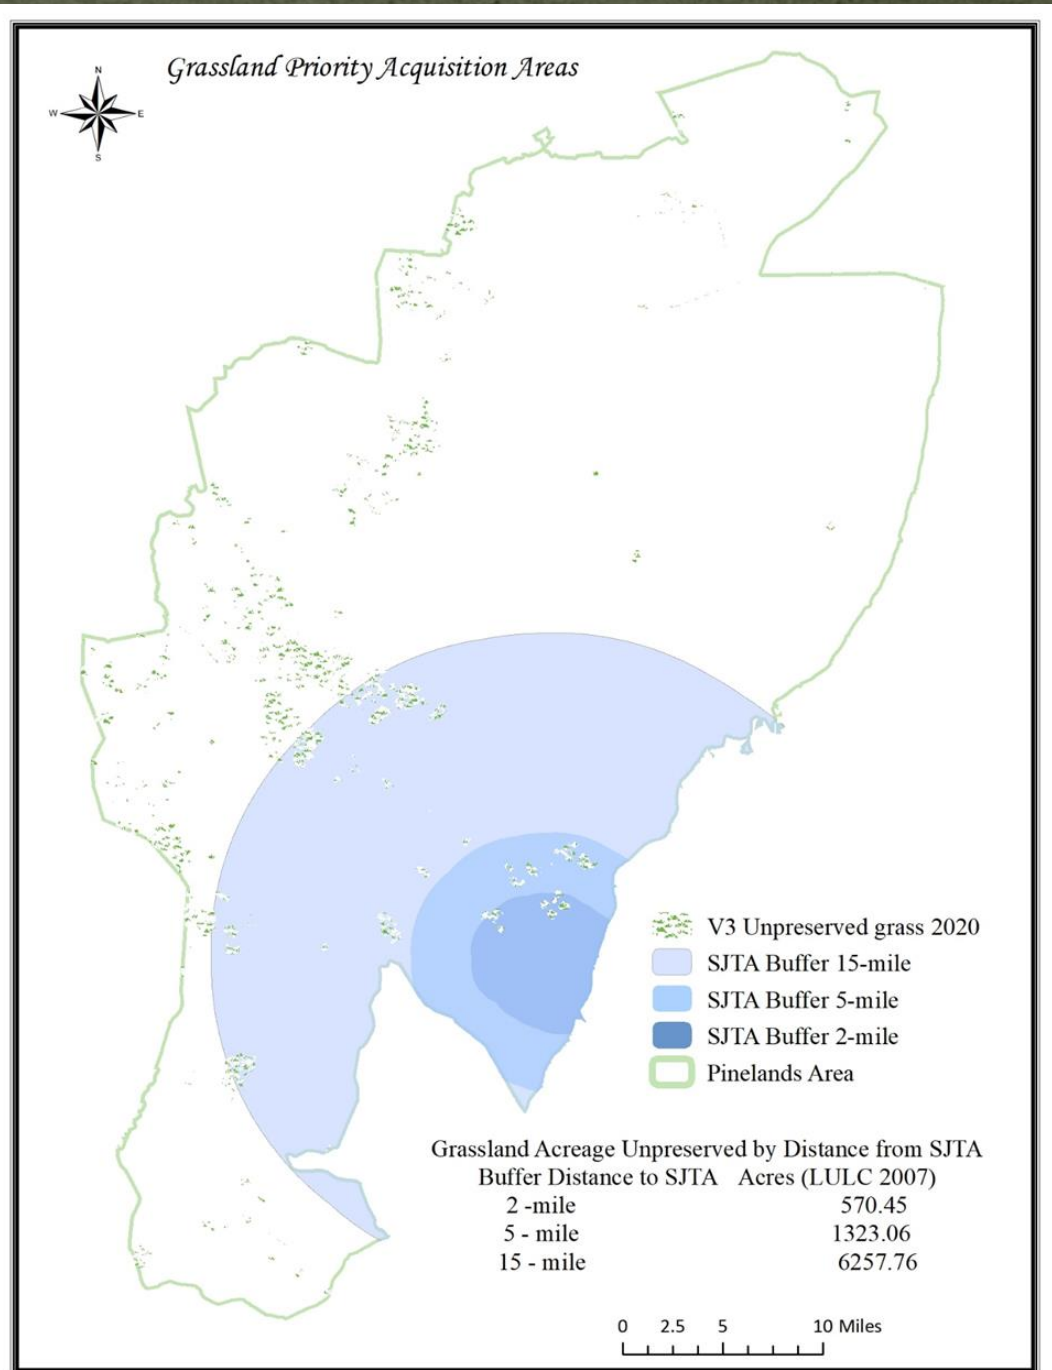 Grassland Priority Acquisition Areas
N
W E
S
V3 Unpreserved grass 2020
SJTA Buffer 15-mile
SJTA Buffer 5-mile
SJTA Buffer 2-mile
Pinelands Area
Grassland Acreage Unpreserved by Distance from SJTA
Buffer Distance to SJTA Acres (LULC 2007)
2 -mile 570.45
5 - mile 1323.06
15 - mile 6257.76
0 2.5 5 10 Miles